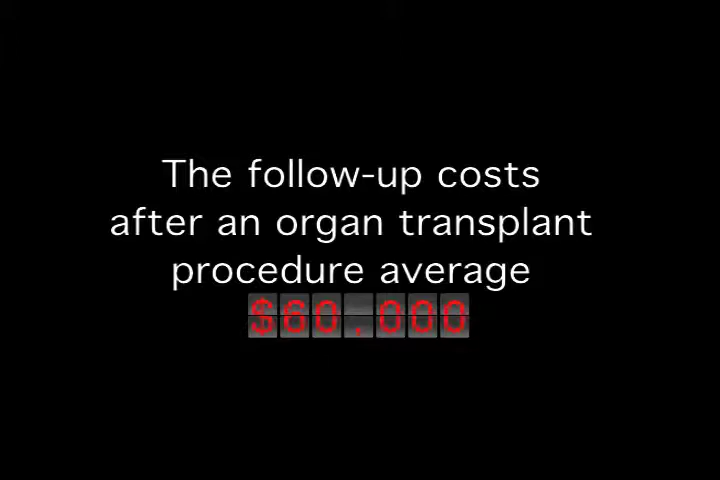 The follow-up costs
after an organ transplant
procedure average
$60,000